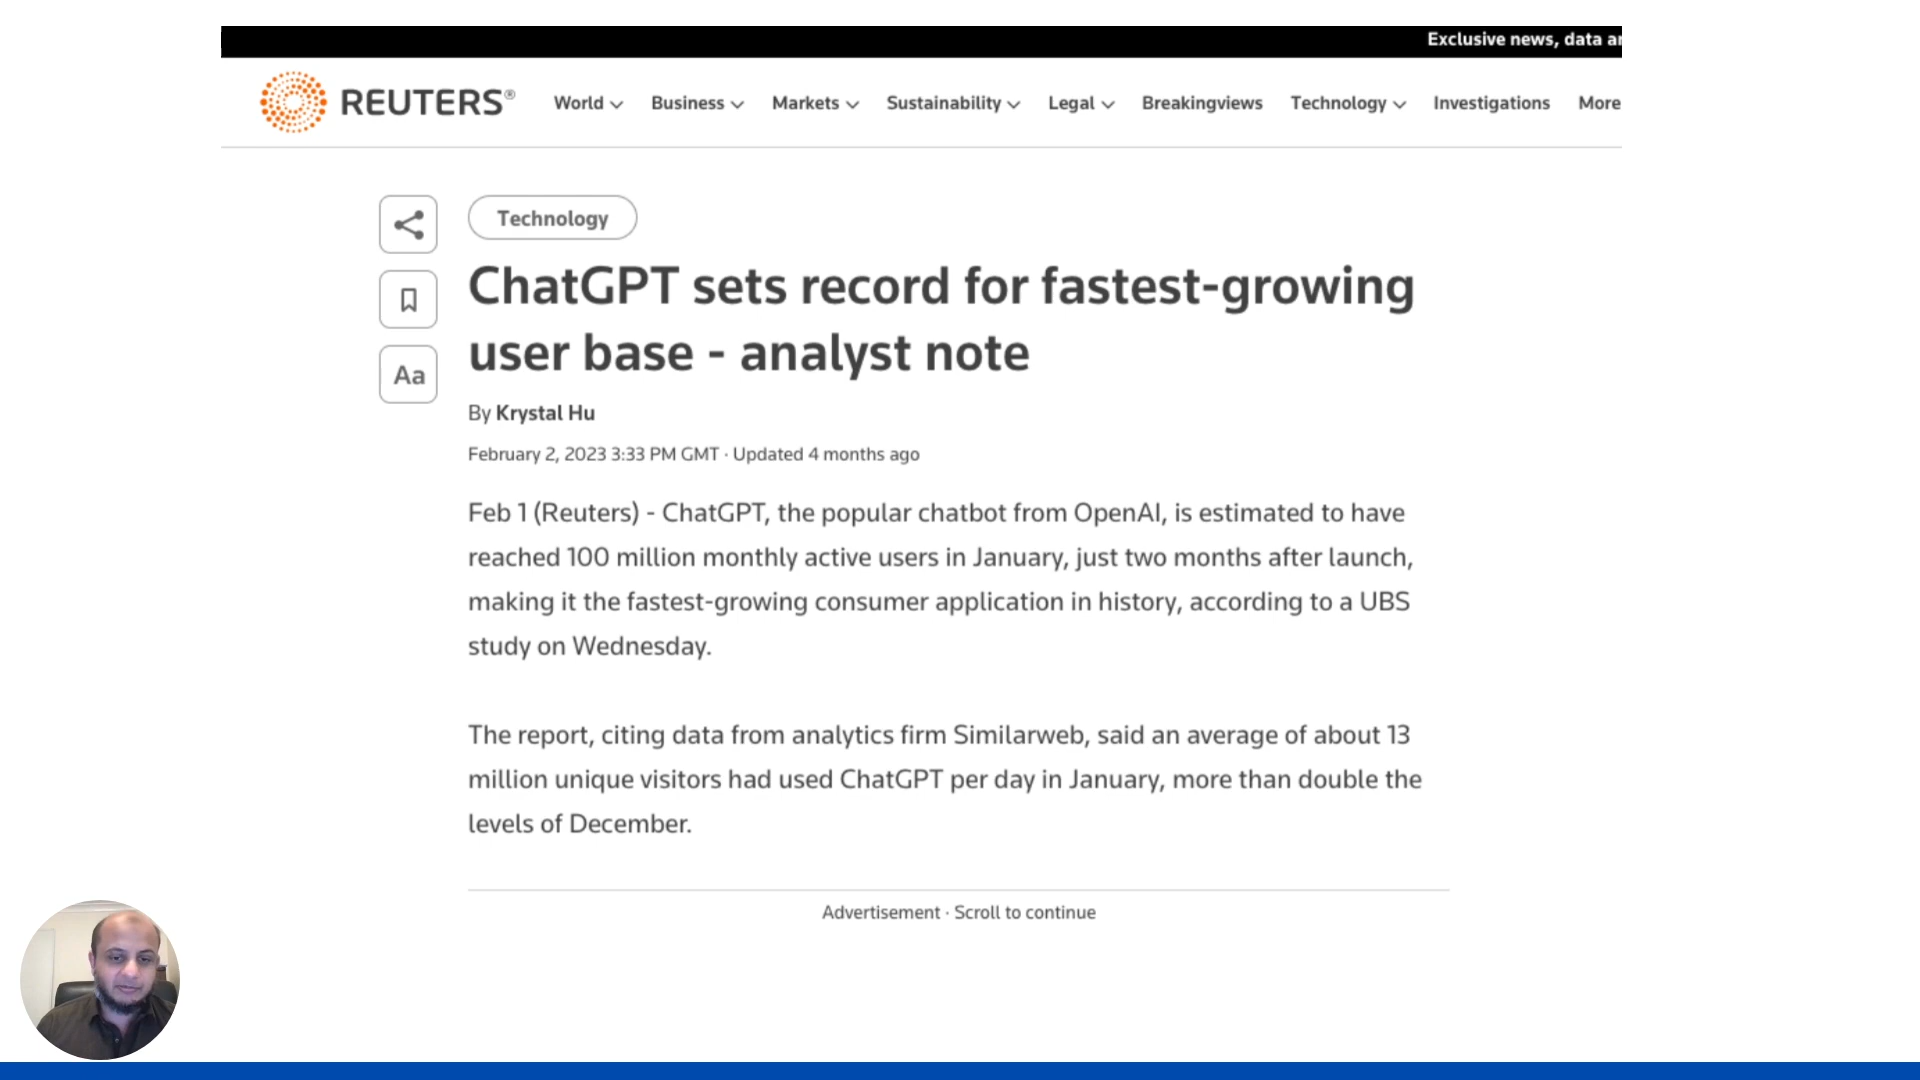 Exclusive news, data
REUTERS®
World Business Markets Sustainability Legal Breakingviews Technology Investigations More
Technology
ChatGPT sets record for fastest-growing
user base - analyst note
Aa
By Krystal Hu
February 2, 2023 3:33 PM GMT · Updated 4 months ago
Feb 1 (Reuters) - ChatGPT, the popular chatbot from OpenAI, is estimated to have
reached 100 million monthly active users in January, just two months after launch,
making it the fastest-growing consumer application in history, according to a UBS
study on Wednesday.
The report, citing data from analytics firm Similarweb, said an average of about 13
million unique visitors had used ChatGPT per day in January, more than double the
levels of December.
Advertisement · Scroll to continue